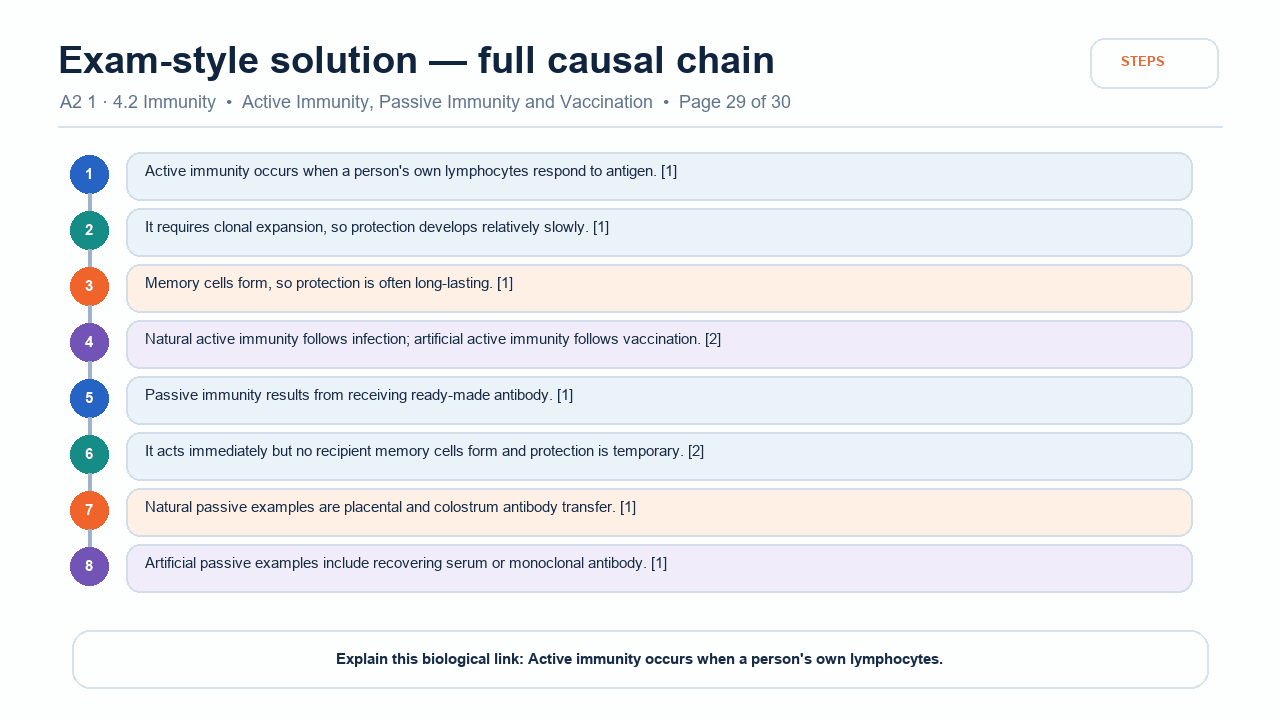 Exam-style solution — full causal chain
STEPS
A2 1 · 4.2 Immunity • Active Immunity, Passive Immunity and Vaccination • Page 29 of 30
1 Active immunity occurs when a person's own lymphocytes respond to antigen. [1]
2 It requires clonal expansion, so protection develops relatively slowly. [1]
3 Memory cells form, so protection is often long-lasting. [1]
4 Natural active immunity follows infection; artificial active immunity follows vaccination. [2]
5 Passive immunity results from receiving ready-made antibody. [1]
6 It acts immediately but no recipient memory cells form and protection is temporary. [2]
7 Natural passive examples are placental and colostrum antibody transfer. [1]
8 Artificial passive examples include recovering serum or monoclonal antibody. [1]
Explain this biological link: Active immunity occurs when a person's own lymphocytes.